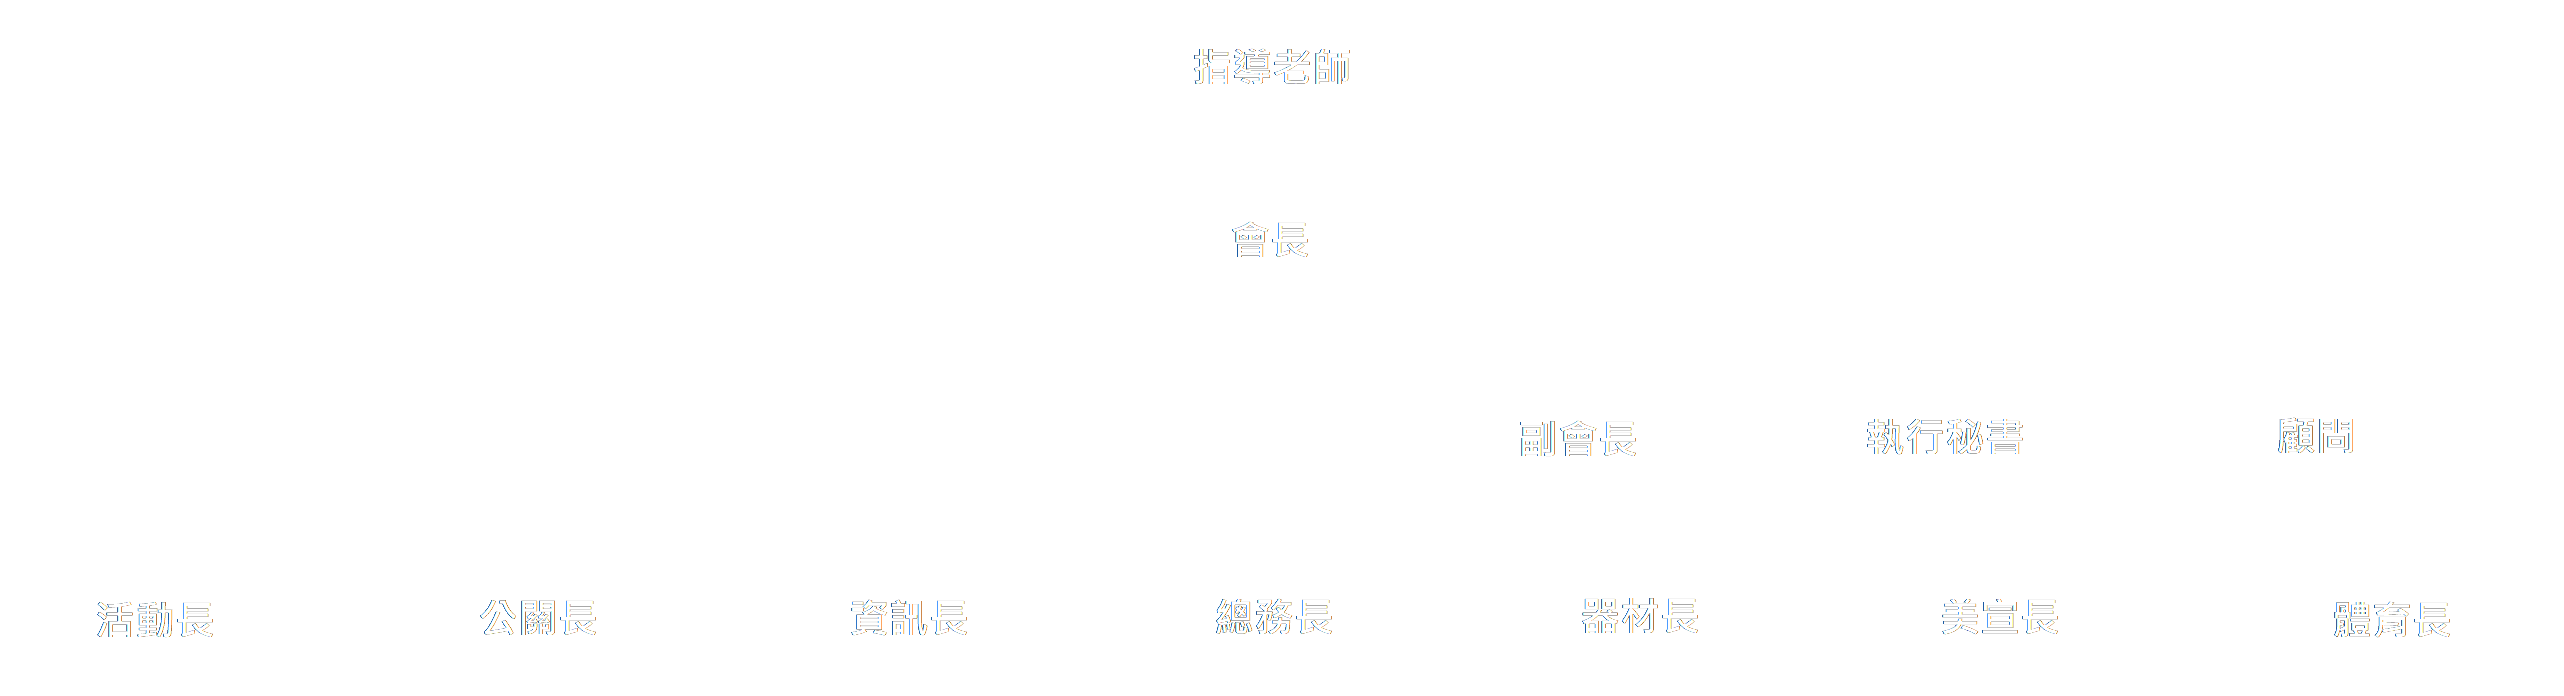 指導老師
會長
副會長 執行秘書 顧問
活動長 公關長 資訊長 總務長 器材長 美宣長 體育長